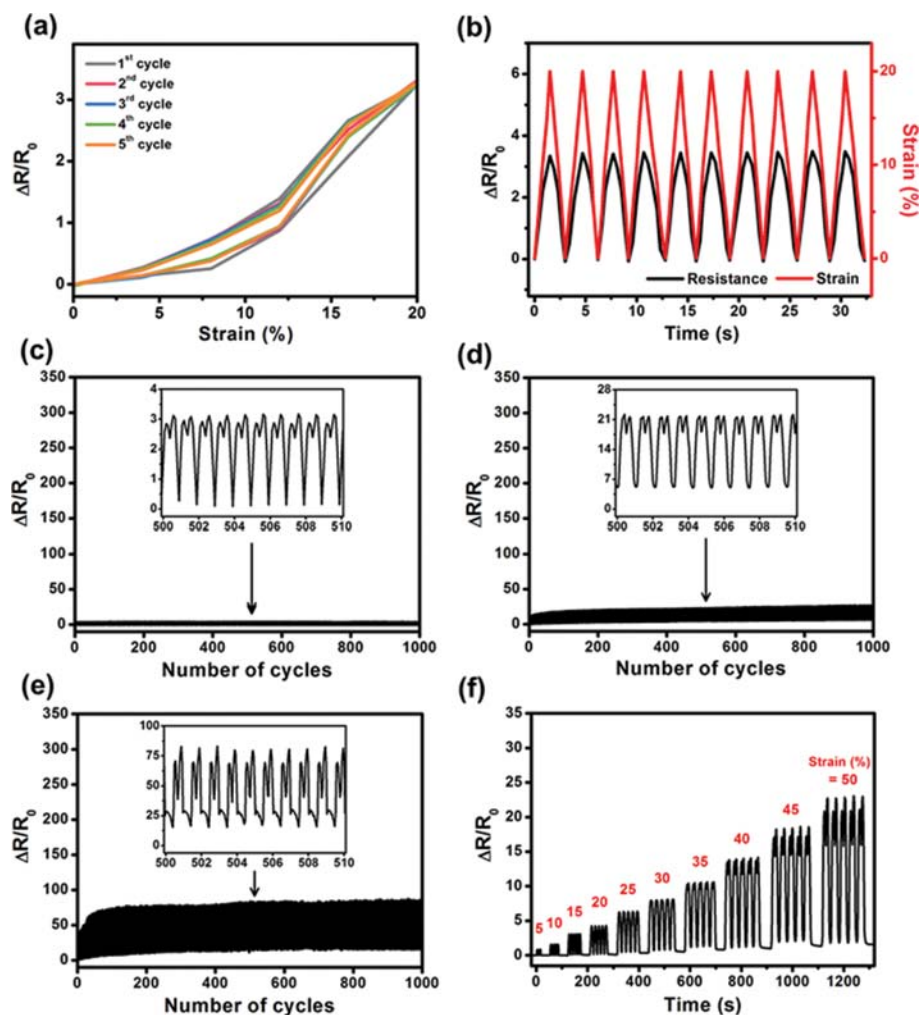 (a)
1st cycle
2nd cycle
3rd cycle
4th cycle
5th cycle
ΔR/R0
3
2
1
0
0 5 10 15 20
Strain (%)
(b)
ΔR/R0
6
4
2
0
20
10
0
Strain (%)
Resistance Strain
0 5 10 15 20 25 30
Time (s)
(c)
ΔR/R0
350
300
250
200
150
100
50
0
4
3
2
1
0
500 502 504 506 508 510
0 200 400 600 800 1000
Number of cycles
(d)
ΔR/R0
350
300
250
200
150
100
50
0
28
21
14
7
0
500 502 504 506 508 510
0 200 400 600 800 1000
Number of cycles
(e)
ΔR/R0
350
300
250
200
150
100
50
0
100
75
50
25
0
500 502 504 506 508 510
0 200 400 600 800 1000
Number of cycles
(f)
ΔR/R0
35
30
25
20
15
10
5
0
Strain (%)
= 50
45
40
35
30
25
20
15
10
5
0 200 400 600 800 1000 1200
Time (s)